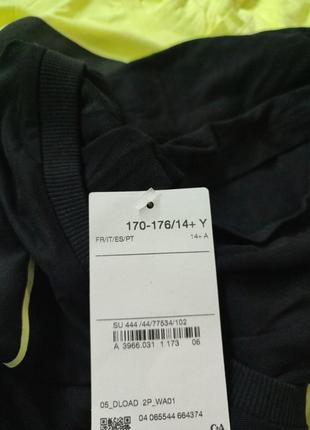 170-176/14+ Y
FR/IT/ES/PT 14+ A
SU 444 /44/77534/102
A 3966.031 1 173 06
05_DLOAD 2P_WA01
04 065544 664374
C&A